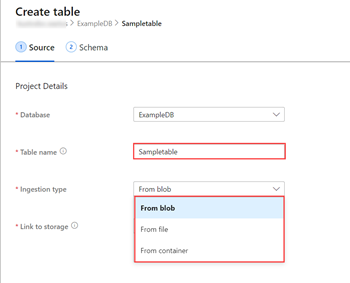 Create table
> ExampleDB > Sampletable
1 Source 2 Schema
Project Details
* Database ExampleDB
* Table name Sampletable
* Ingestion type From blob
From blob
* Link to storage From file
From container